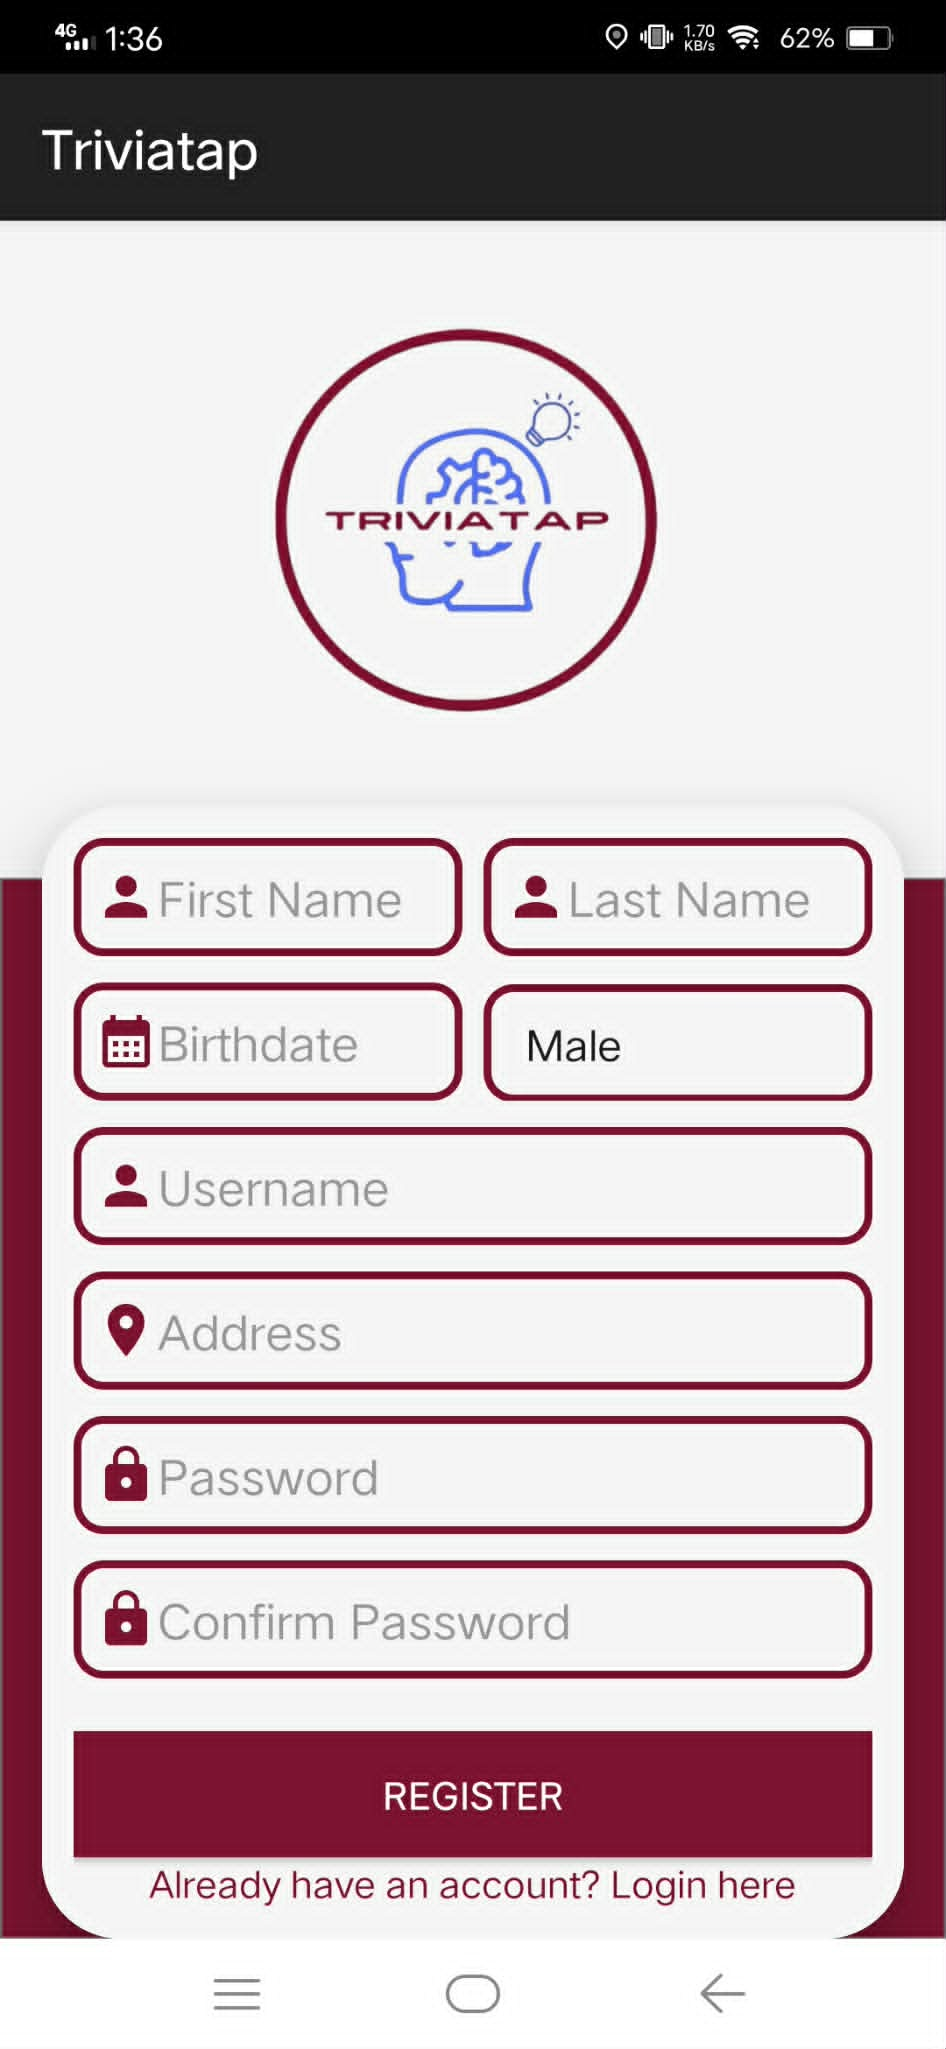 4G 1:36 1.70 KB/s 62%
Triviatap
TRIVIATAP
First Name Last Name
Birthdate Male
Username
Address
Password
Confirm Password
REGISTER
Already have an account? Login here